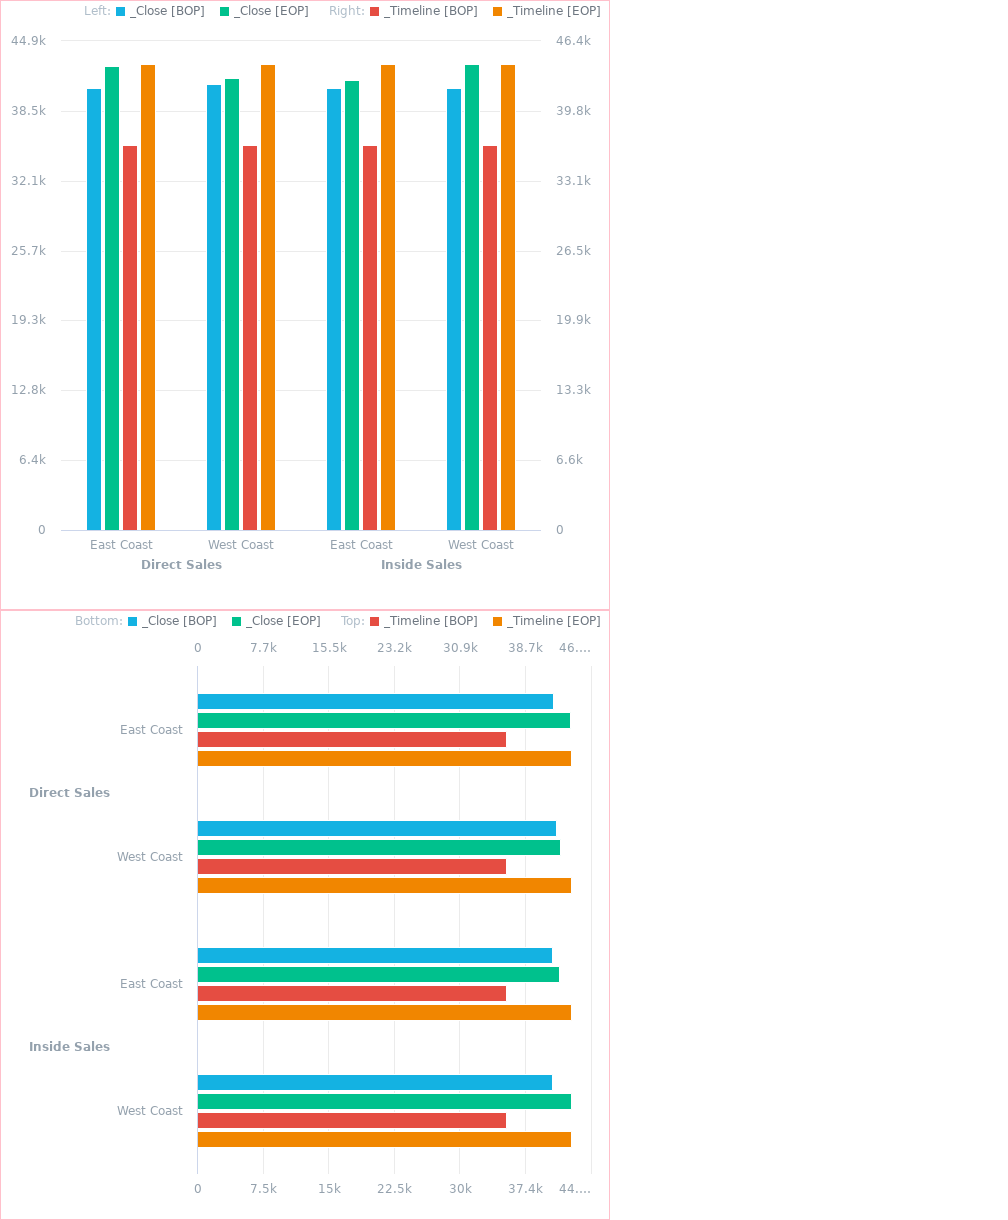 Left: _Close [BOP] _Close [EOP] Right: _Timeline [BOP] _Timeline [EOP]
44.9k 46.4k
38.5k 39.8k
32.1k 33.1k
25.7k 26.5k
19.3k 19.9k
12.8k 13.3k
6.4k 6.6k
0 0
East Coast West Coast East Coast West Coast
Direct Sales Inside Sales
Bottom: _Close [BOP] _Close [EOP] Top: _Timeline [BOP] _Timeline [EOP]
0 7.7k 15.5k 23.2k 30.9k 38.7k 46....
East Coast
Direct Sales
West Coast
East Coast
Inside Sales
West Coast
0 7.5k 15k 22.5k 30k 37.4k 44....